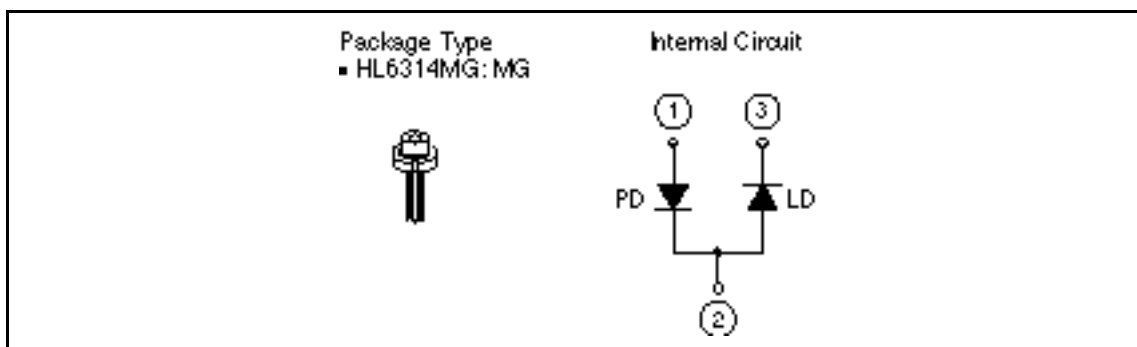 Package Type
▪ HL6314MG: MG
Internal Circuit
1
3
PD
LD
2